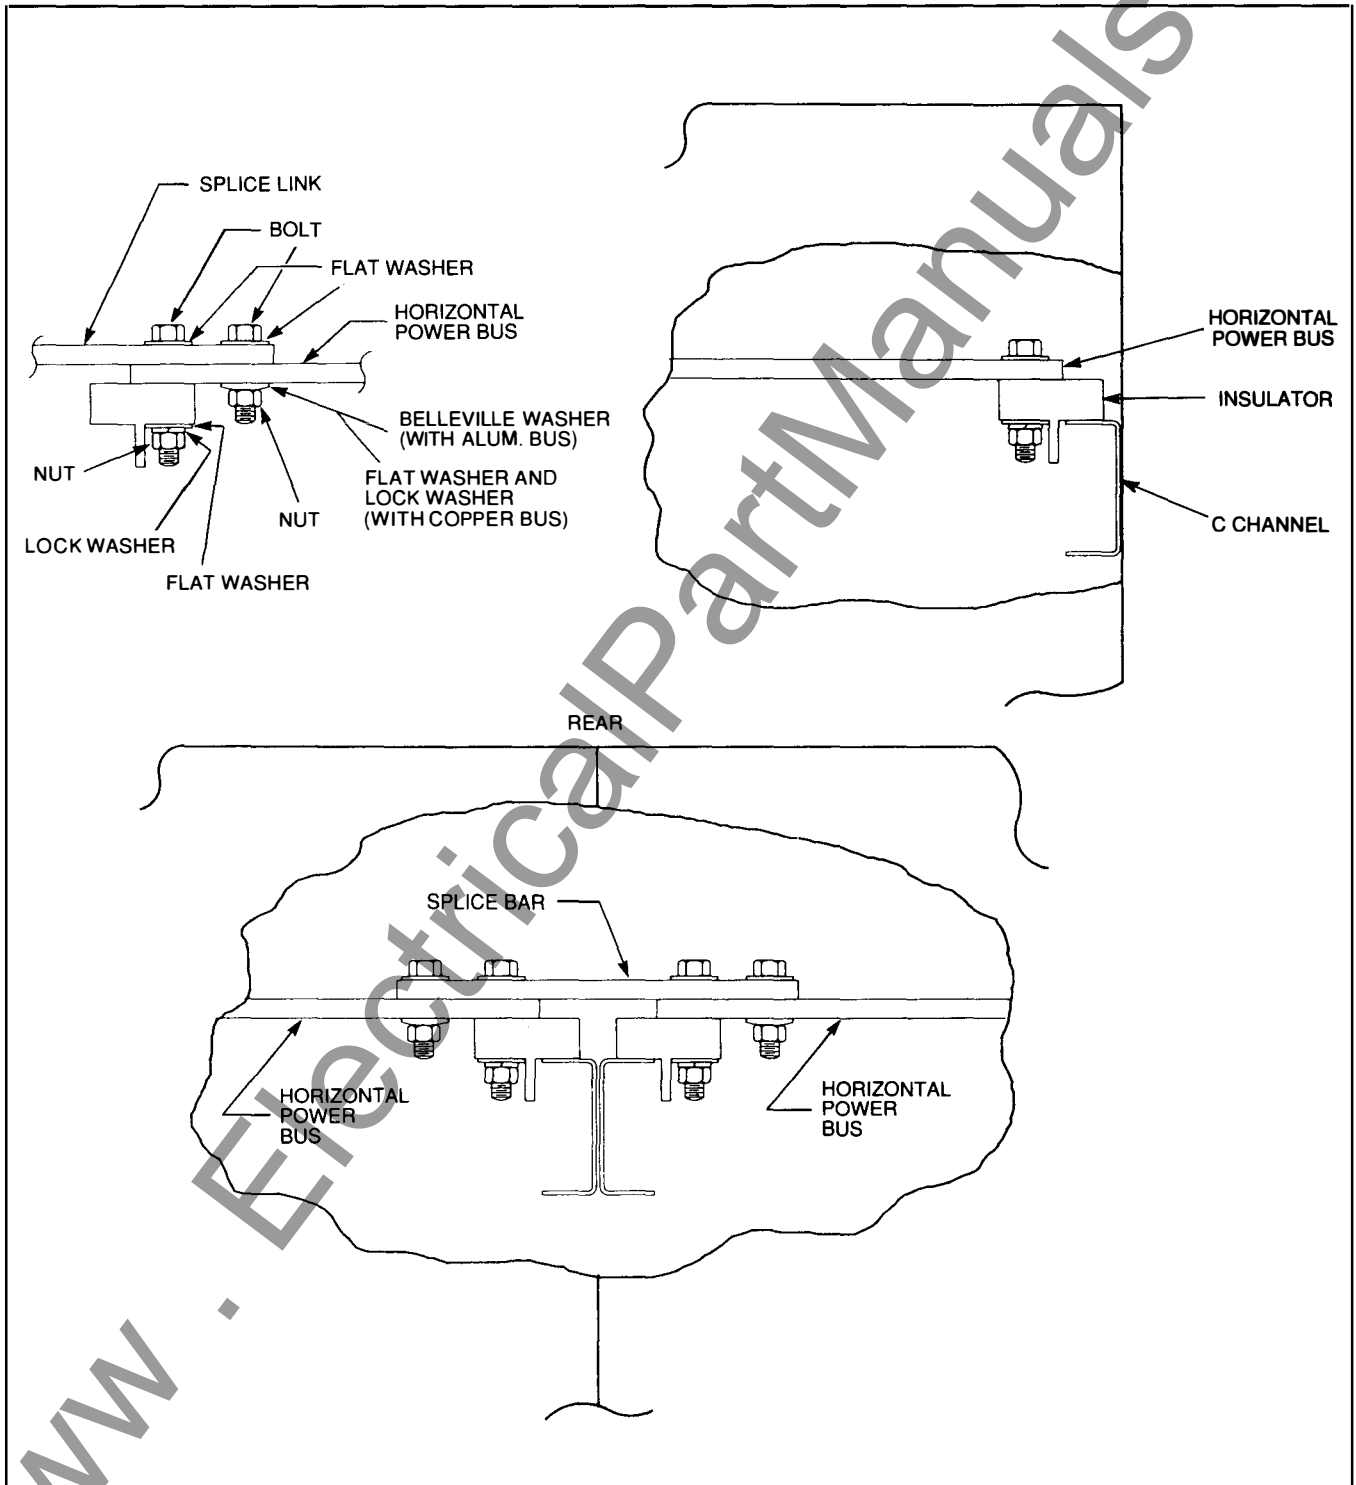 SPLICE LINK
BOLT
FLAT WASHER
HORIZONTAL
POWER BUS
BELLEVILLE WASHER
(WITH ALUM. BUS)
FLAT WASHER AND
LOCK WASHER
(WITH COPPER BUS)
NUT
NUT
LOCK WASHER
FLAT WASHER
HORIZONTAL
POWER BUS
INSULATOR
C CHANNEL
REAR
SPLICE BAR
HORIZONTAL
POWER
BUS
HORIZONTAL
POWER
BUS
ww . ElectricalPartManuals